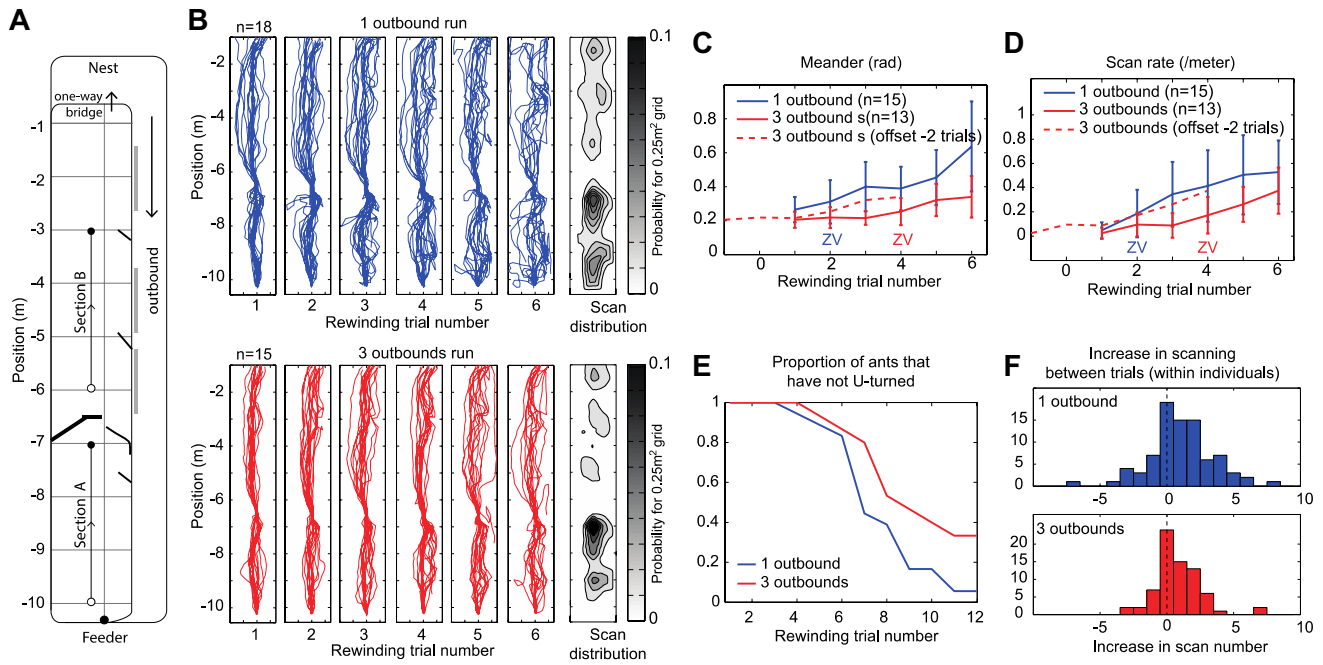 A
Nest
one-way
bridge
-1
-2
-3
-4
-5
-6
-7
-8
-9
-10
Position (m)
outbound
Section B
Section A
Feeder
B
1 outbound run
n=18
-2
-4
-6
-8
-10
Position (m)
1 2 3 4 5 6
Rewinding trial number
Scan
distribution
0.1
0
Probability for 0.25m² grid
3 outbounds run
n=15
-2
-4
-6
-8
-10
Position (m)
1 2 3 4 5 6
Rewinding trial number
Scan
distribution
0.1
0
Probability for 0.25m² grid
C
Meander (rad)
1 outbound (n=15)
3 outbound s(n=13)
3 outbound s (offset -2 trials)
1
0.8
0.6
0.4
0.2
0
ZV
ZV
0 2 4 6
Rewinding trial number
D
Scan rate (/meter)
1 outbound (n=15)
3 outbounds (n=13)
3 outbounds (offset -2 trials)
1
0.8
0.6
0.4
0.2
0
ZV
ZV
0 2 4 6
Rewinding trial number
E
Proportion of ants that
have not U-turned
1
0.8
0.6
0.4
0.2
0
1 outbound
3 outbounds
2 4 6 8 10 12
Rewinding trial number
F
Increase in scanning
between trials (within individuals)
1 outbound
15
10
5
0
-5 0 5 10
3 outbounds
20
15
10
5
0
-5 0 5 10
Increase in scan number